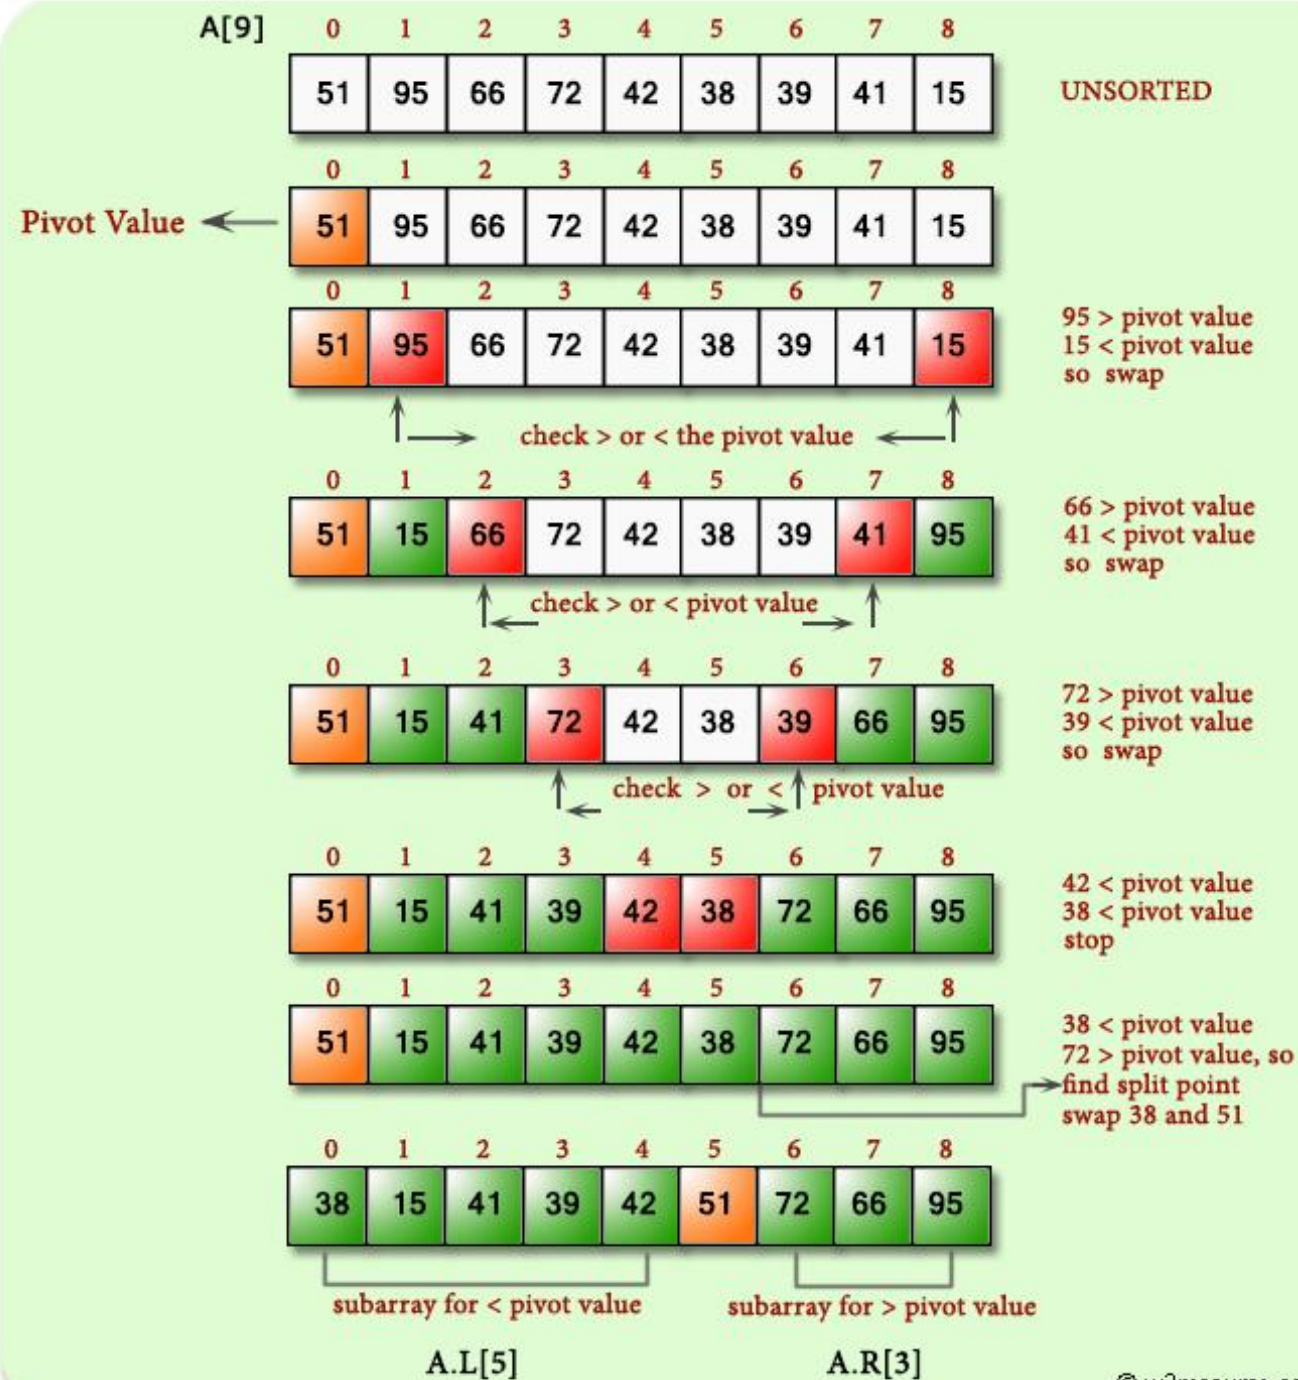 A[9] 0 1 2 3 4 5 6 7 8
51 95 66 72 42 38 39 41 15 UNSORTED
0 1 2 3 4 5 6 7 8
Pivot Value 51 95 66 72 42 38 39 41 15
0 1 2 3 4 5 6 7 8
51 95 66 72 42 38 39 41 15
95 > pivot value
15 < pivot value
so swap
check > or < the pivot value
0 1 2 3 4 5 6 7 8
51 15 66 72 42 38 39 41 95
66 > pivot value
41 < pivot value
so swap
check > or < pivot value
0 1 2 3 4 5 6 7 8
51 15 41 72 42 38 39 66 95
72 > pivot value
39 < pivot value
so swap
check > or < pivot value
0 1 2 3 4 5 6 7 8
51 15 41 39 42 38 72 66 95
42 < pivot value
38 < pivot value
stop
0 1 2 3 4 5 6 7 8
51 15 41 39 42 38 72 66 95
38 < pivot value
72 > pivot value, so
find split point
swap 38 and 51
0 1 2 3 4 5 6 7 8
38 15 41 39 42 51 72 66 95
subarray for < pivot value subarray for > pivot value
A.L[5] A.R[3]